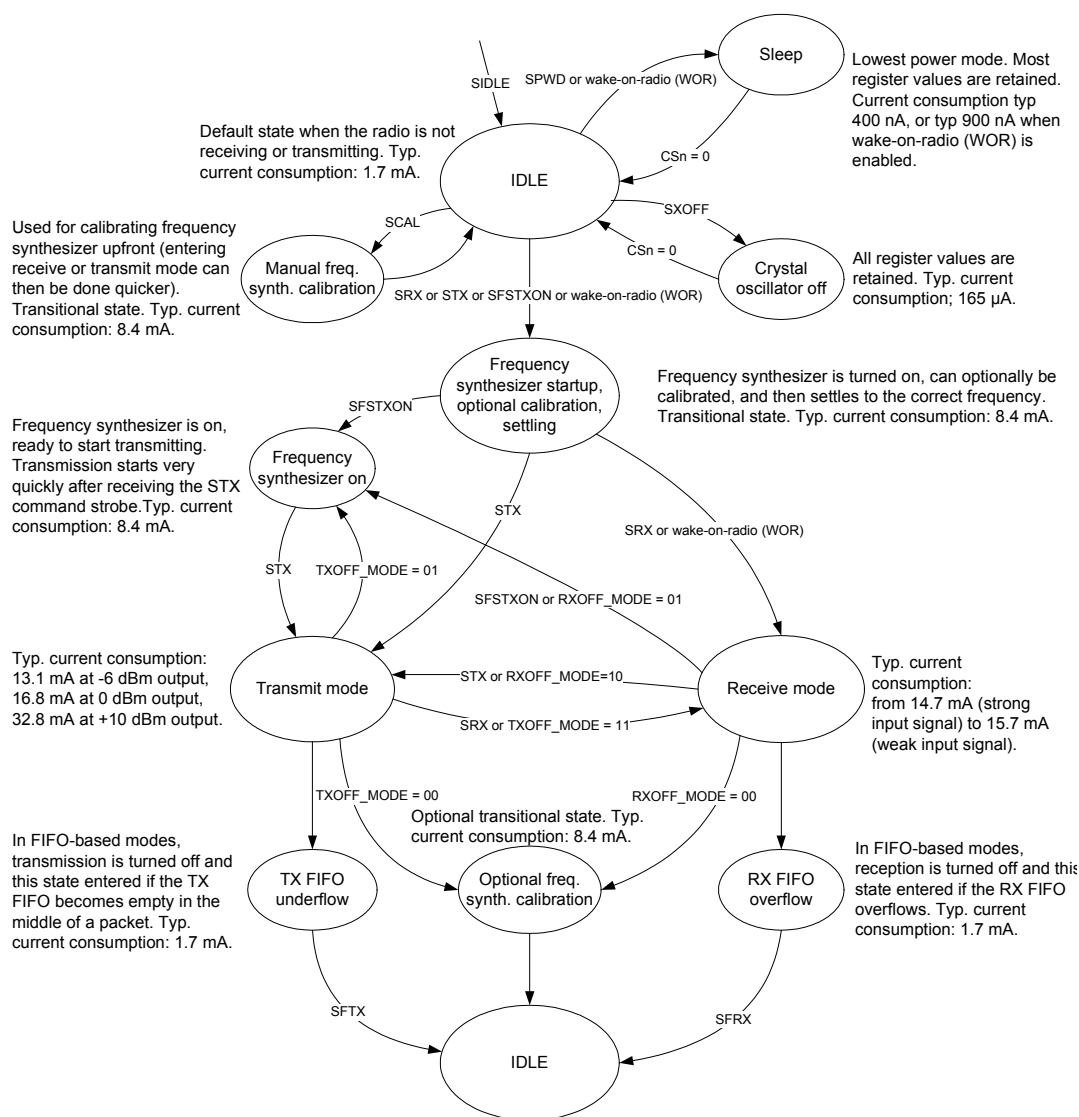 Sleep
Lowest power mode. Most
register values are retained.
Current consumption typ
400 nA, or typ 900 nA when
wake-on-radio (WOR) is
enabled.
SIDLE
SPWD or wake-on-radio (WOR)
CSn = 0
Default state when the radio is not
receiving or transmitting. Typ.
current consumption: 1.7 mA.
IDLE
SCAL
SXOFF
CSn = 0
Used for calibrating frequency
synthesizer upfront (entering
receive or transmit mode can
then be done quicker).
Transitional state. Typ. current
consumption: 8.4 mA.
Manual freq.
synth. calibration
Crystal
oscillator off
All register values are
retained. Typ. current
consumption; 165 µA.
SRX or STX or SFSTXON or wake-on-radio (WOR)
Frequency
synthesizer startup,
optional calibration,
settling
Frequency synthesizer is turned on, can optionally be
calibrated, and then settles to the correct frequency.
Transitional state. Typ. current consumption: 8.4 mA.
SFSTXON
Frequency synthesizer is on,
ready to start transmitting.
Transmission starts very
quickly after receiving the STX
command strobe.Typ. current
consumption: 8.4 mA.
Frequency
synthesizer on
STX
SRX or wake-on-radio (WOR)
STX
TXOFF_MODE = 01
SFSTXON or RXOFF_MODE = 01
Typ. current consumption:
13.1 mA at -6 dBm output,
16.8 mA at 0 dBm output,
32.8 mA at +10 dBm output.
Transmit mode
STX or RXOFF_MODE=10
SRX or TXOFF_MODE = 11
Receive mode
Typ. current
consumption:
from 14.7 mA (strong
input signal) to 15.7 mA
(weak input signal).
TXOFF_MODE = 00
RXOFF_MODE = 00
Optional transitional state. Typ.
current consumption: 8.4 mA.
In FIFO-based modes,
transmission is turned off and
this state entered if the TX
FIFO becomes empty in the
middle of a packet. Typ.
current consumption: 1.7 mA.
TX FIFO
underflow
Optional freq.
synth. calibration
RX FIFO
overflow
In FIFO-based modes,
reception is turned off and this
state entered if the RX FIFO
overflows. Typ. current
consumption: 1.7 mA.
SFTX
SFRX
IDLE